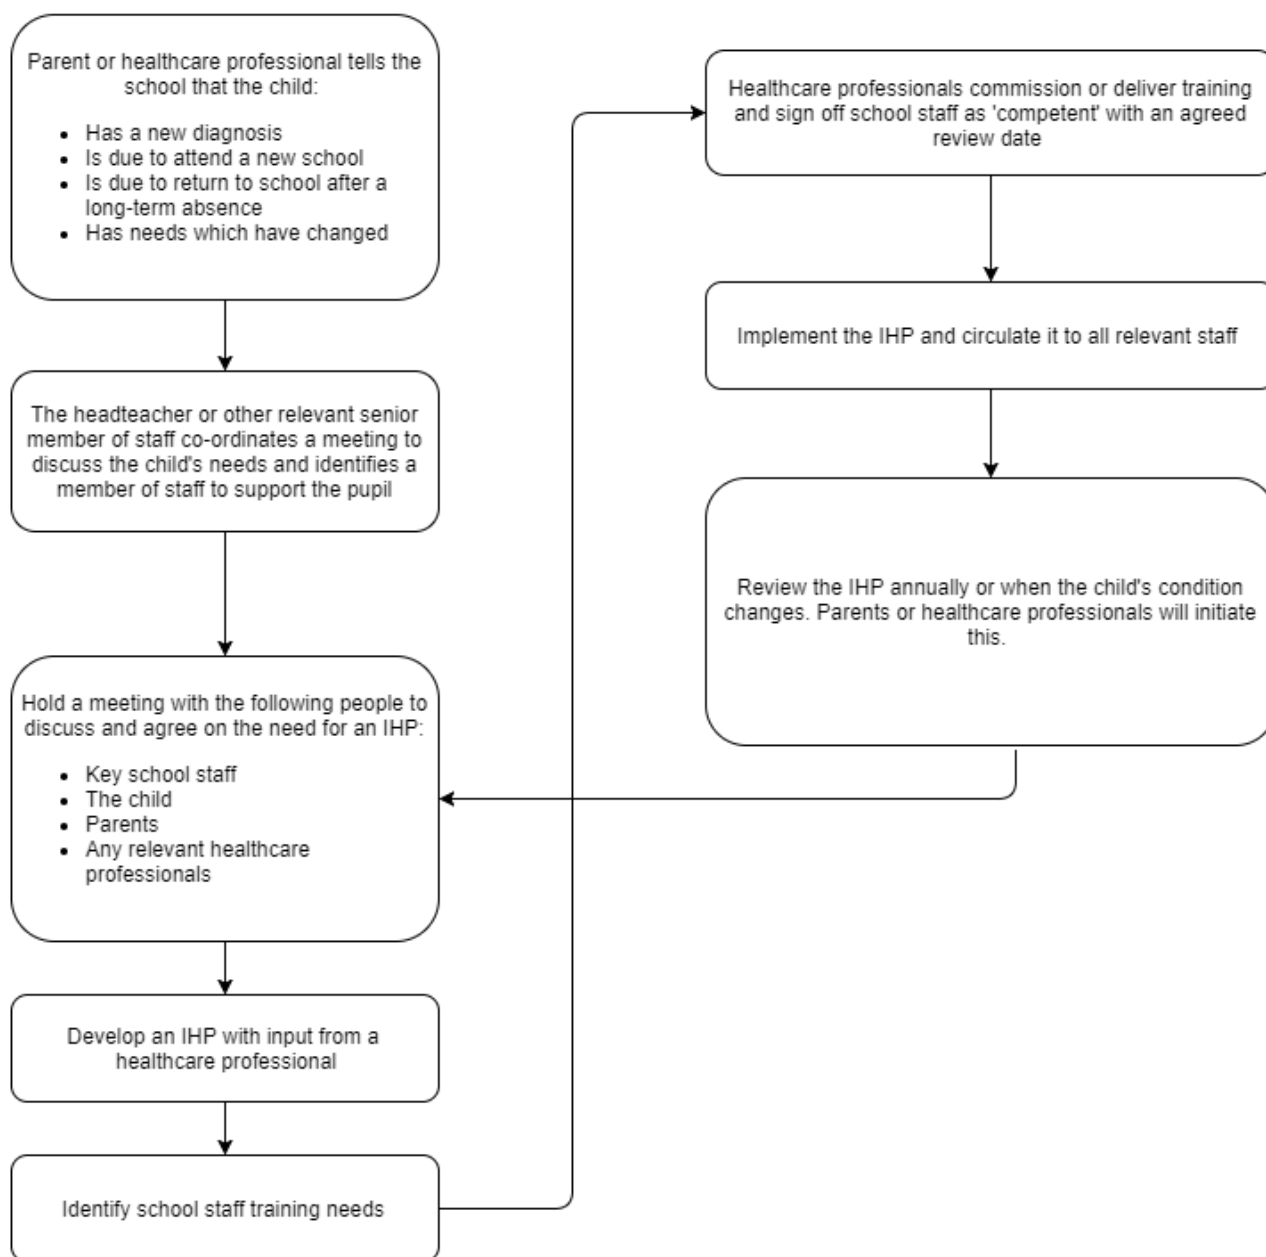 Parent or healthcare professional tells the
school that the child:
• Has a new diagnosis
• Is due to attend a new school
• Is due to return to school after a
long-term absence
• Has needs which have changed
The headteacher or other relevant senior
member of staff co-ordinates a meeting to
discuss the child's needs and identifies a
member of staff to support the pupil
Hold a meeting with the following people to
discuss and agree on the need for an IHP:
• Key school staff
• The child
• Parents
• Any relevant healthcare
professionals
Develop an IHP with input from a
healthcare professional
Identify school staff training needs
Healthcare professionals commission or deliver training
and sign off school staff as 'competent' with an agreed
review date
Implement the IHP and circulate it to all relevant staff
Review the IHP annually or when the child's condition
changes. Parents or healthcare professionals will initiate
this.